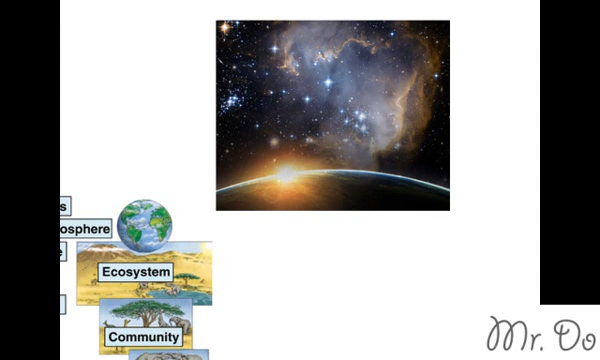 s
osphere
e
Ecosystem
Community
Mr. Do